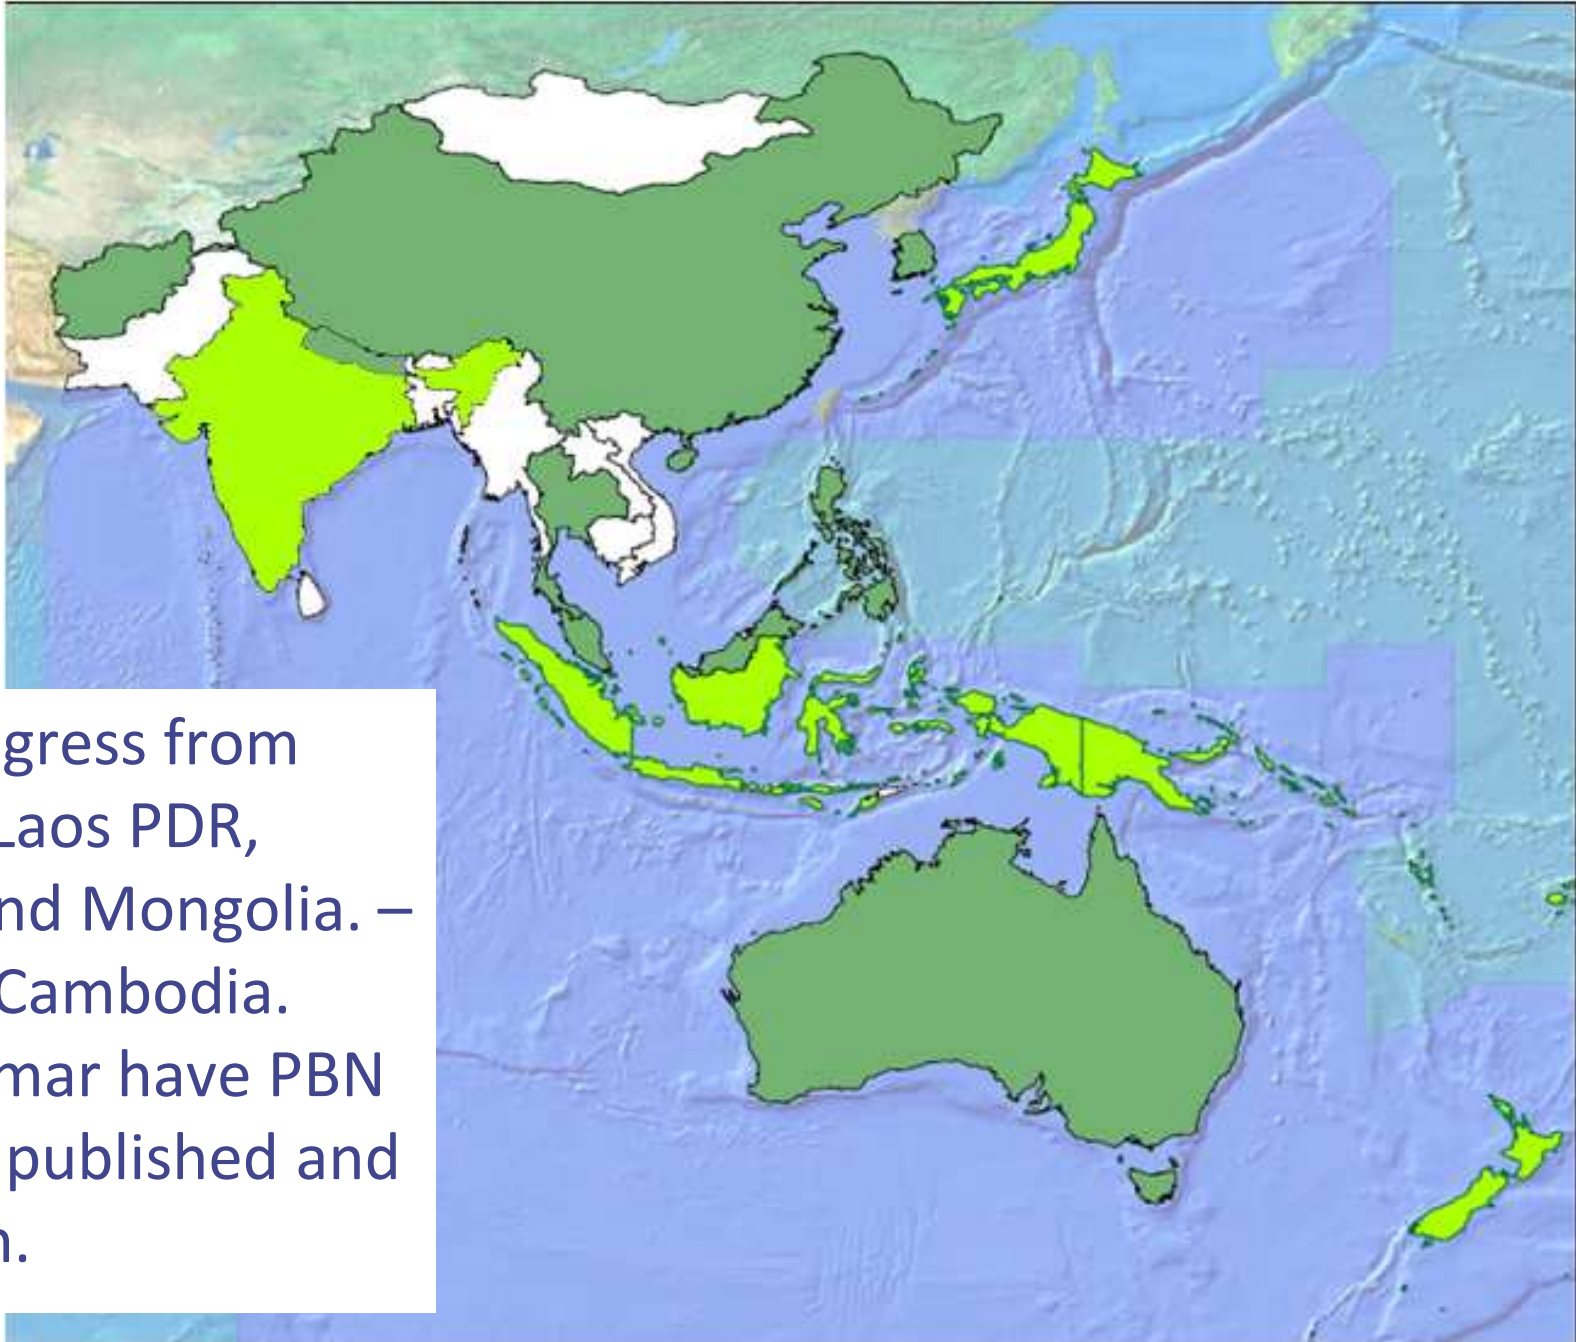 gress from
Laos PDR,
nd Mongolia. –
Cambodia.
mar have PBN
published and
n.